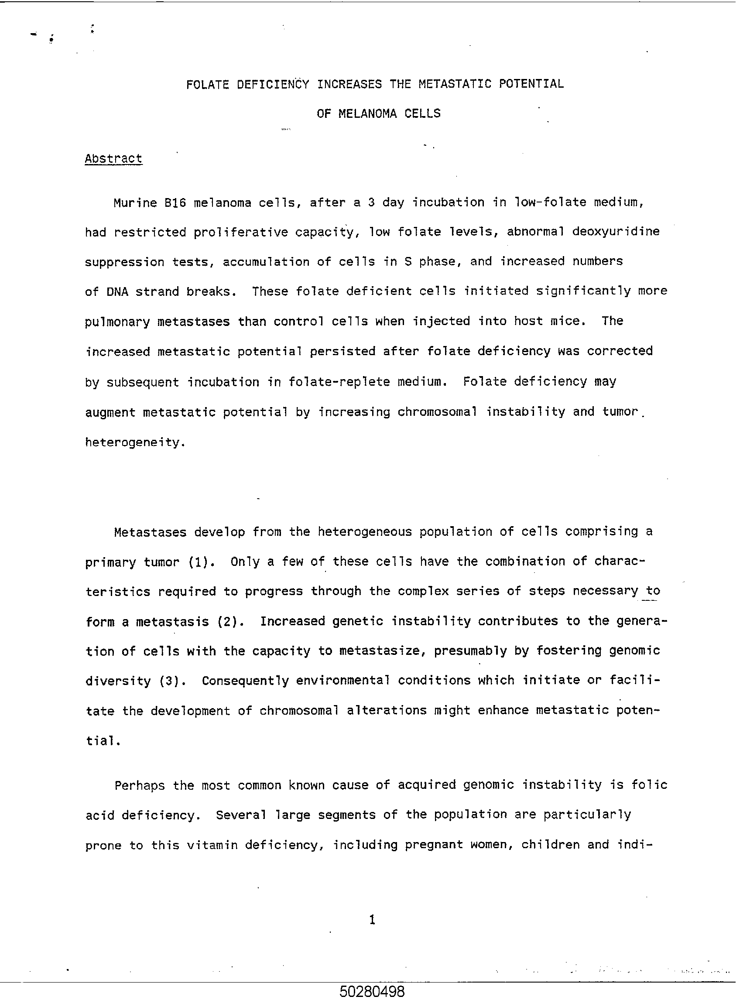 FOLATE DEFICIENCY INCREASES THE METASTATIC POTENTIAL
OF MELANOMA CELLS
Abstract
Murine B16 melanoma cells, after a 3 day incubation in low-folate medium,
had restricted proliferative capacity, low folate levels, abnormal deoxyuridine
suppression tests, accumulation of cells in S phase, and increased numbers
of DNA strand breaks. These folate deficient cells initiated significantly more
pulmonary metastases than control cells when injected into host mice. The
increased metastatic potential persisted after folate deficiency was corrected
by subsequent incubation in folate-replete medium. Folate deficiency may
augment metastatic potential by increasing chromosomal instability and tumor
heterogeneity.
Metastases develop from the heterogeneous population of cells comprising a
primary tumor (1). Only a few of these cells have the combination of charac-
teristics required to progress through the complex series of steps necessary to
form a metastasis (2). Increased genetic instability contributes to the genera-
tion of cells with the capacity to metastasize, presumably by fostering genomic
diversity (3). Consequently environmental conditions which initiate or facili-
tate the development of chromosomal alterations might enhance metastatic poten-
tial.
Perhaps the most common known cause of acquired genomic instability is folic
acid deficiency. Several large segments of the population are particularly
prone to this vitamin deficiency, including pregnant women, children and indi-
1
50280498